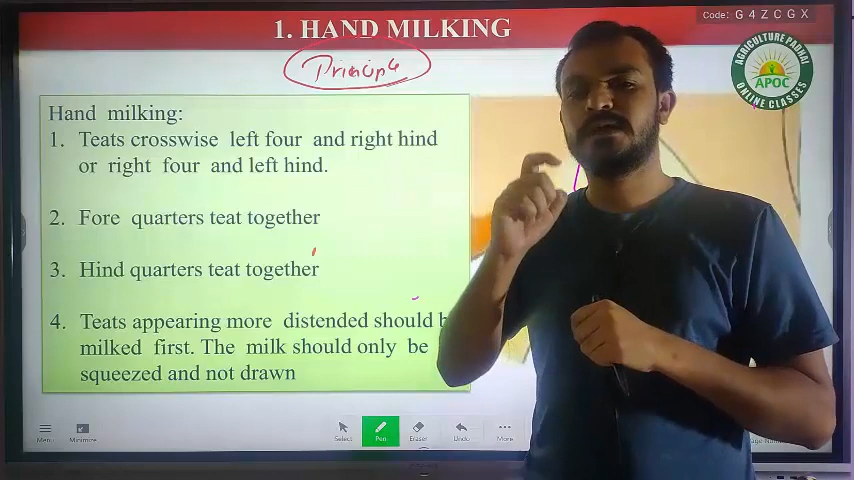 Code: G4ZCGX
1. HAND MILKING
Principle
AGRICULTURE PADHAI
APOC
ONLINE CLASSES
Hand milking:
1. Teats crosswise left four and right hind
or right four and left hind.
2. Fore quarters teat together
3. Hind quarters teat together
4. Teats appearing more distended should
milked first. The milk should only be
squeezed and not drawn
Menu
Minimize
Select
Pen
Eraser
Undo
More